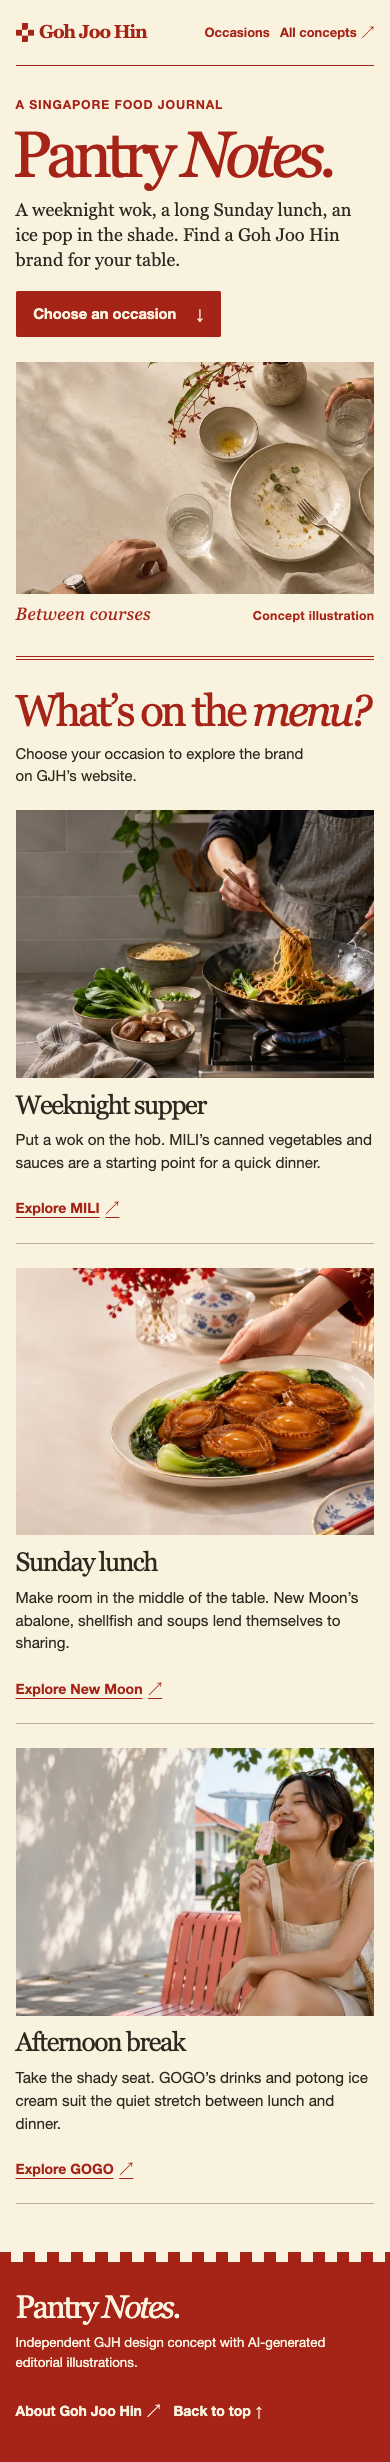 Goh Joo Hin
Occasions All concepts ↗
A SINGAPORE FOOD JOURNAL
Pantry Notes.
A weeknight wok, a long Sunday lunch, an
ice pop in the shade. Find a Goh Joo Hin
brand for your table.
Choose an occasion ↓
Between courses
Concept illustration
What’s on the menu?
Choose your occasion to explore the brand
on GJH’s website.
Weeknight supper
Put a wok on the hob. MILI’s canned vegetables and
sauces are a starting point for a quick dinner.
Explore MILI ↗
Sunday lunch
Make room in the middle of the table. New Moon’s
abalone, shellfish and soups lend themselves to
sharing.
Explore New Moon ↗
Afternoon break
Take the shady seat. GOGO’s drinks and potong ice
cream suit the quiet stretch between lunch and
dinner.
Explore GOGO ↗
Pantry Notes.
Independent GJH design concept with AI-generated
editorial illustrations.
About Goh Joo Hin ↗ Back to top ↑